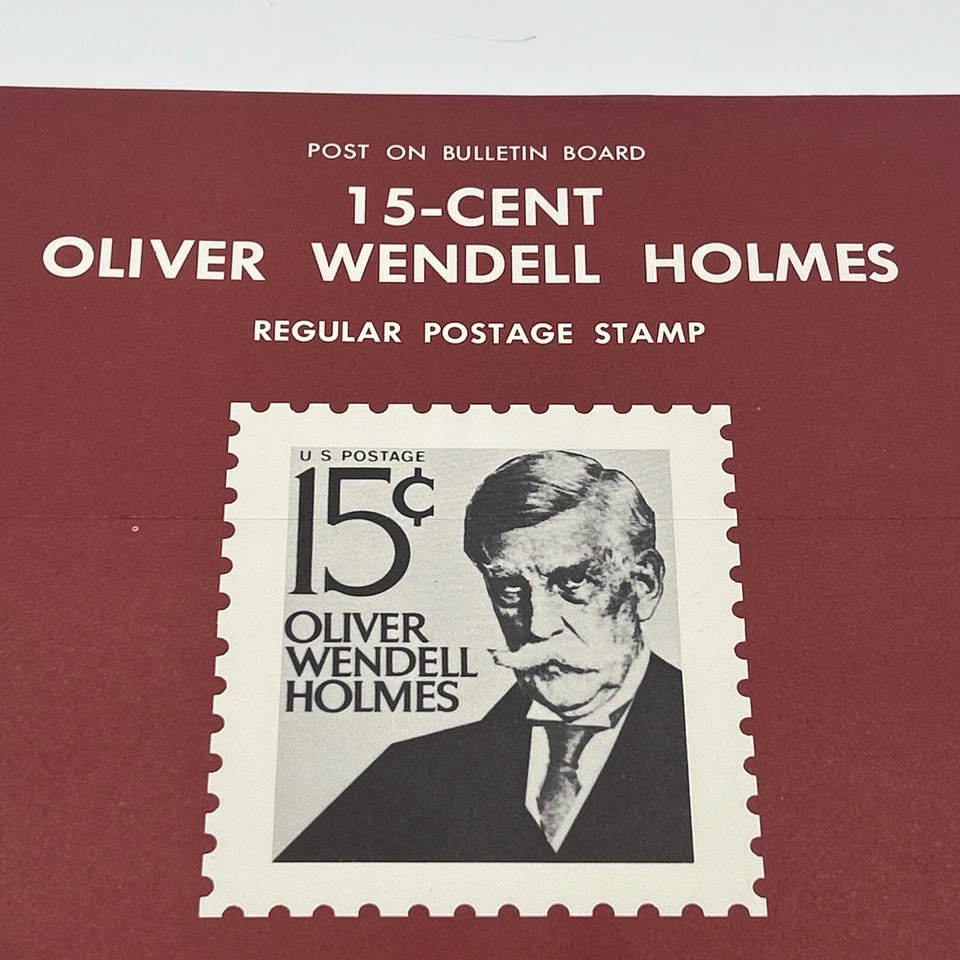 POST ON BULLETIN BOARD
15-CENT
OLIVER WENDELL HOLMES
REGULAR POSTAGE STAMP
U S POSTAGE
15¢
OLIVER
WENDELL
HOLMES